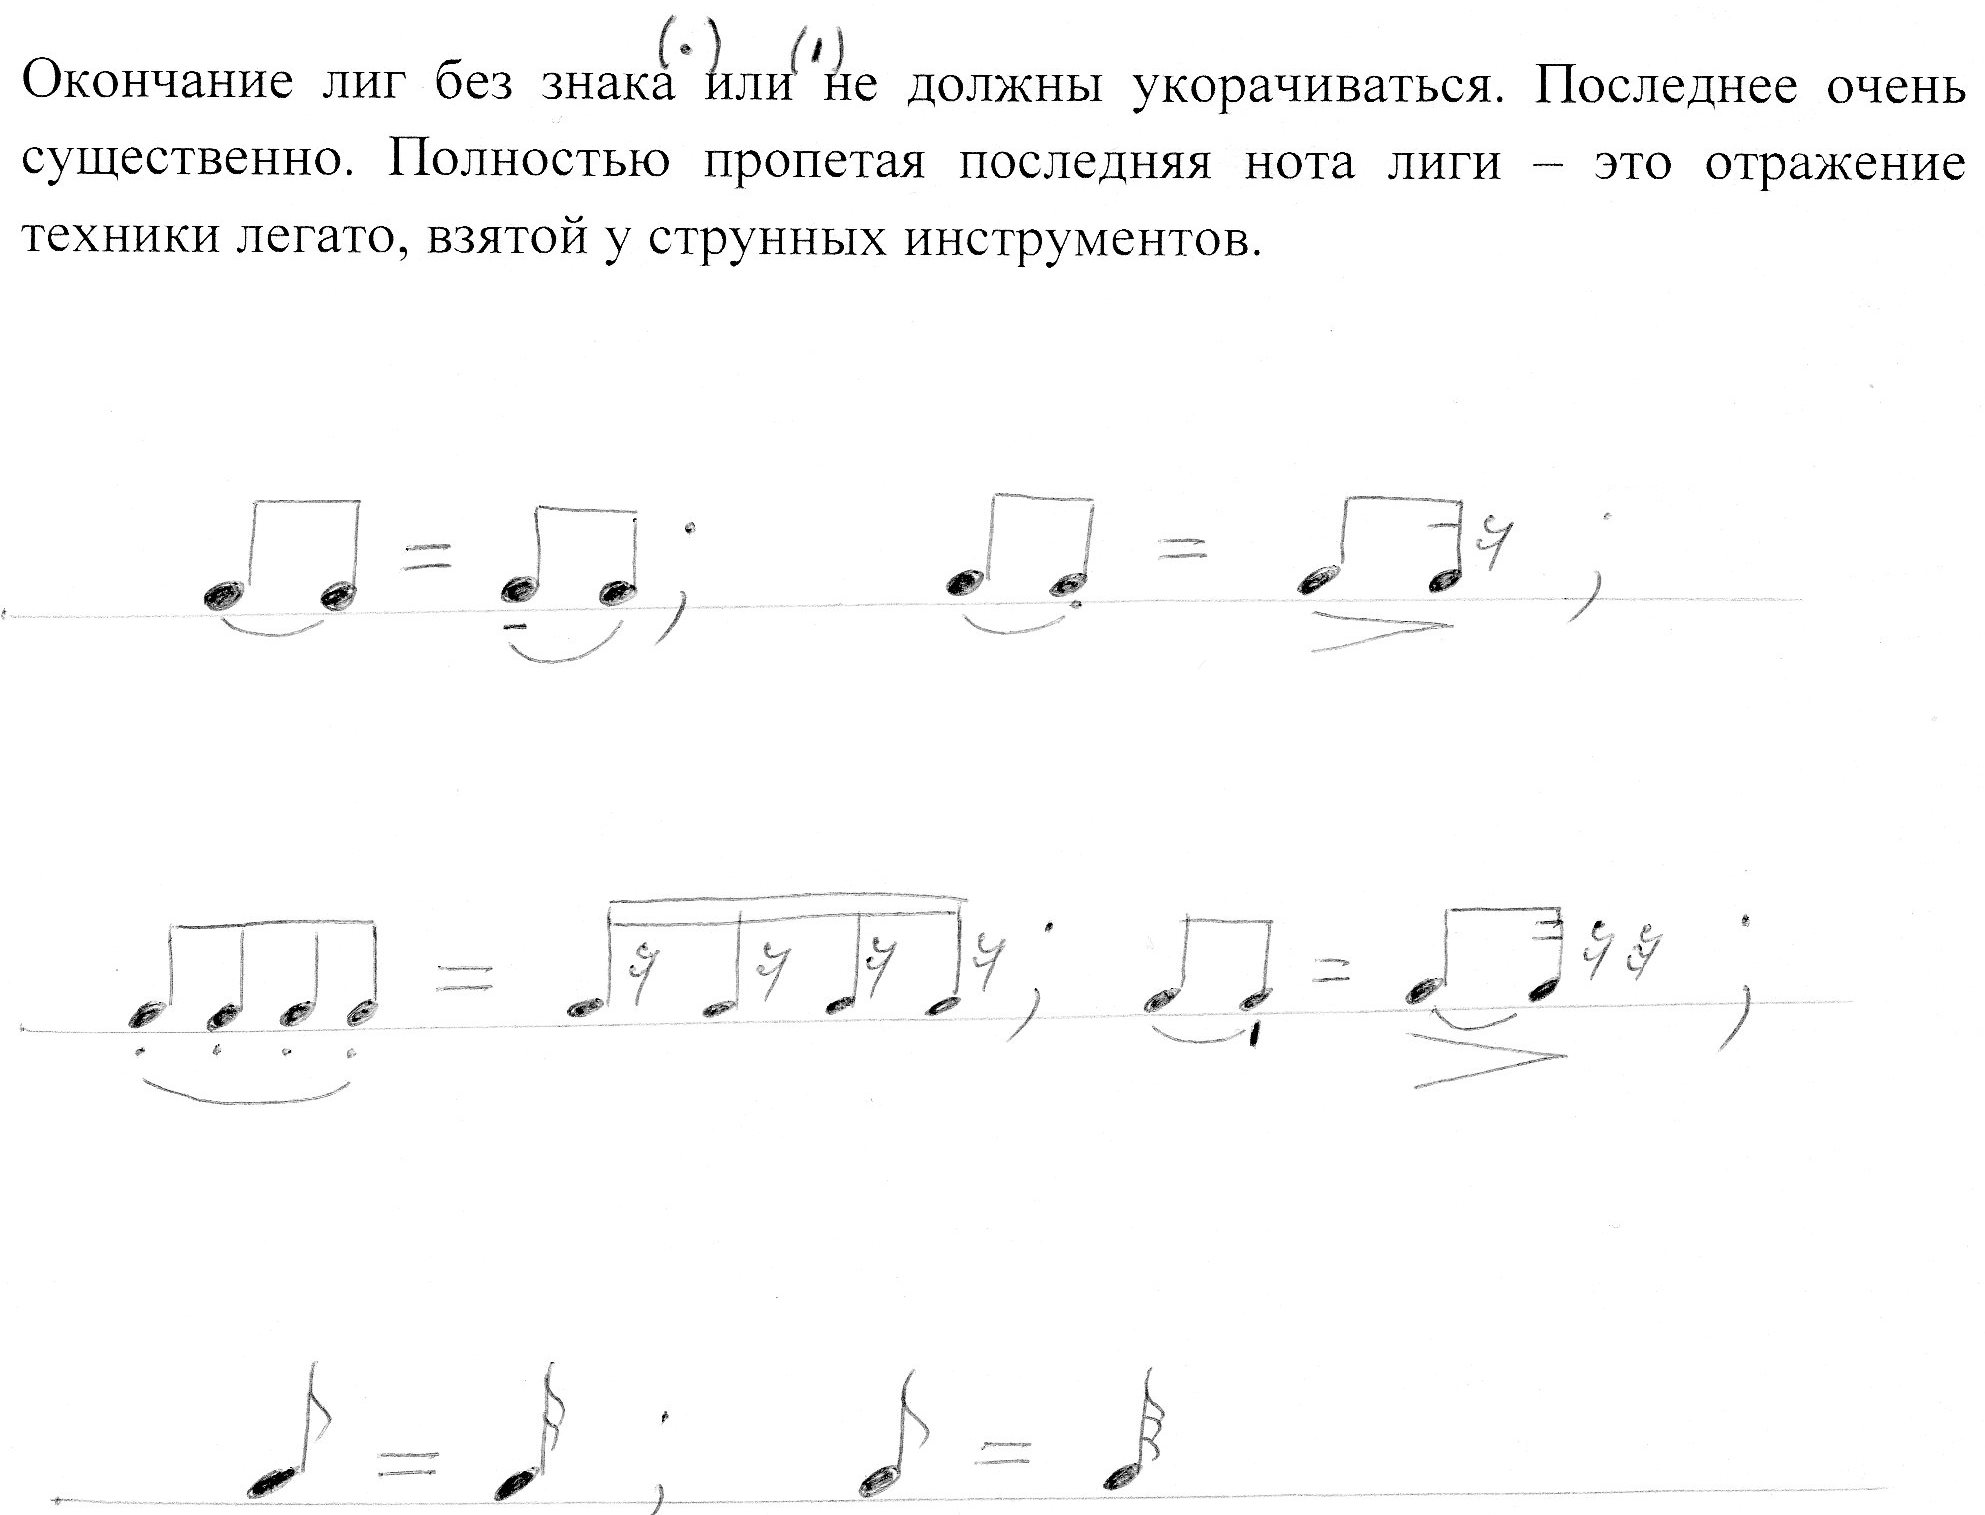 Окончание лиг без знака (·) или (ı) не должны укорачиваться. Последнее очень
существенно. Полностью пропетая последняя нота лиги – это отражение
техники легато, взятой у струнных инструментов.
= ; = ;
= ; = ;
= ; =